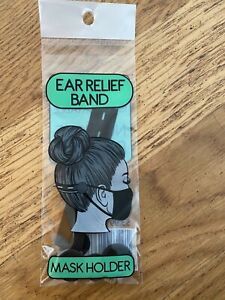 EAR RELIEF
BAND
MASK HOLDER